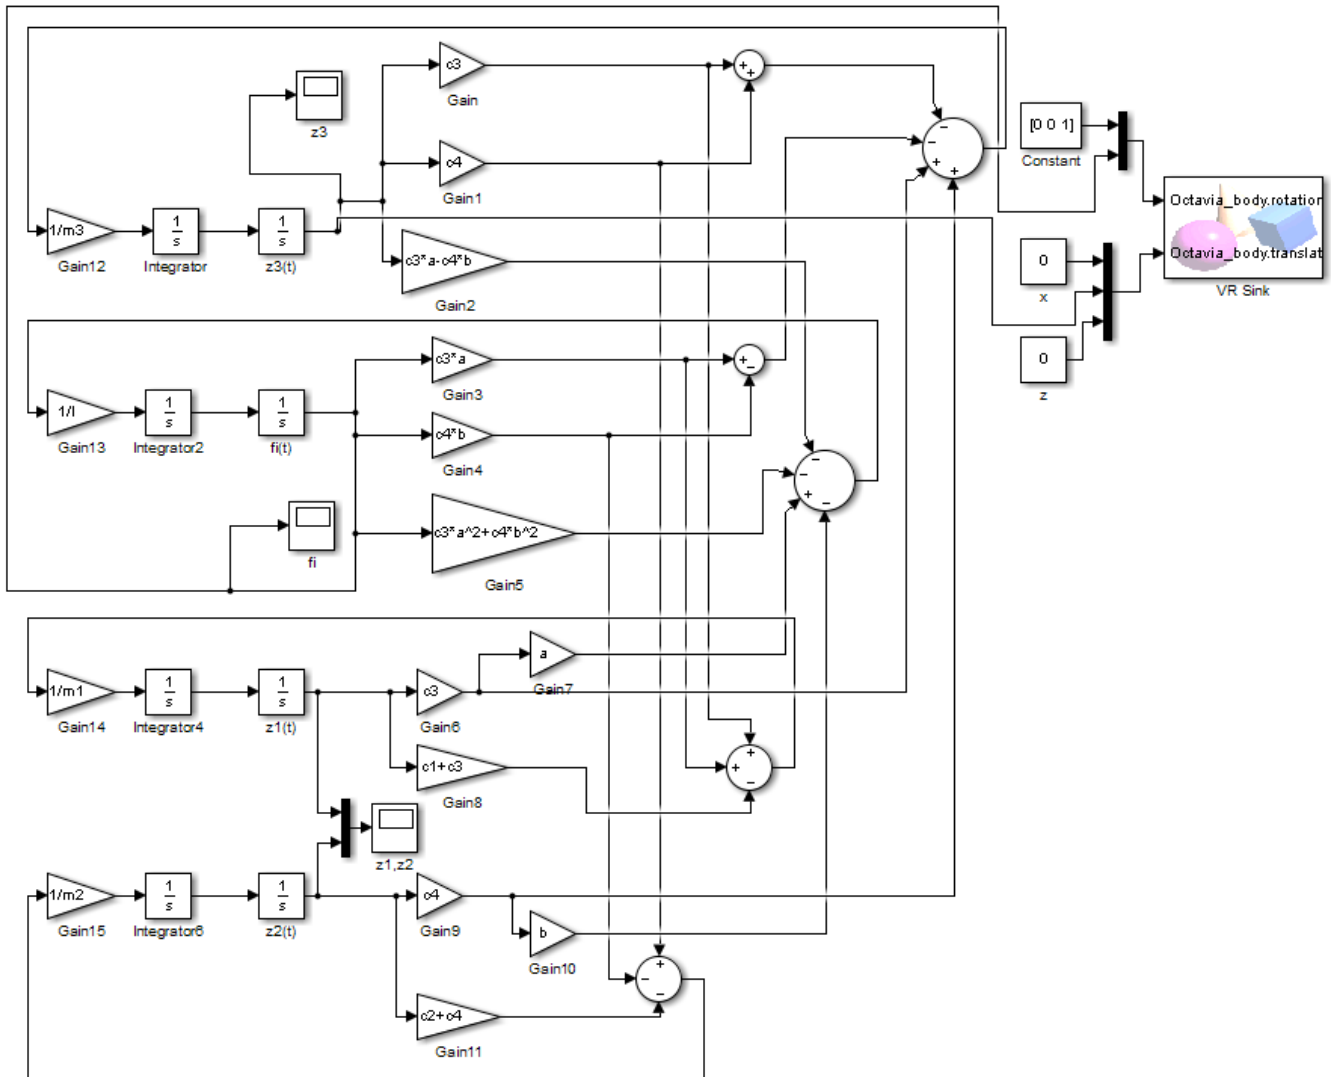 c3
Gain
+
+
z3
c4
Gain1
−
−
+
+
[0 0 1]
Constant
Octavia_body.rotation
Octavia_body.translat
VR Sink
1/m3
Gain12
1
s
Integrator
1
s
z3(t)
c3*a-c4*b
Gain2
0
x
0
z
c3*a
Gain3
+
−
1/I
Gain13
1
s
Integrator2
1
s
fi(t)
c4*b
Gain4
−
−
+
−
fi
c3*a^2+c4*b^2
Gain5
a
Gain7
1/m1
Gain14
1
s
Integrator4
1
s
z1(t)
c3
Gain6
+
+
−
c1+c3
Gain8
z1,z2
1/m2
Gain15
1
s
Integrator6
1
s
z2(t)
c4
Gain9
b
Gain10
+
−
−
c2+c4
Gain11